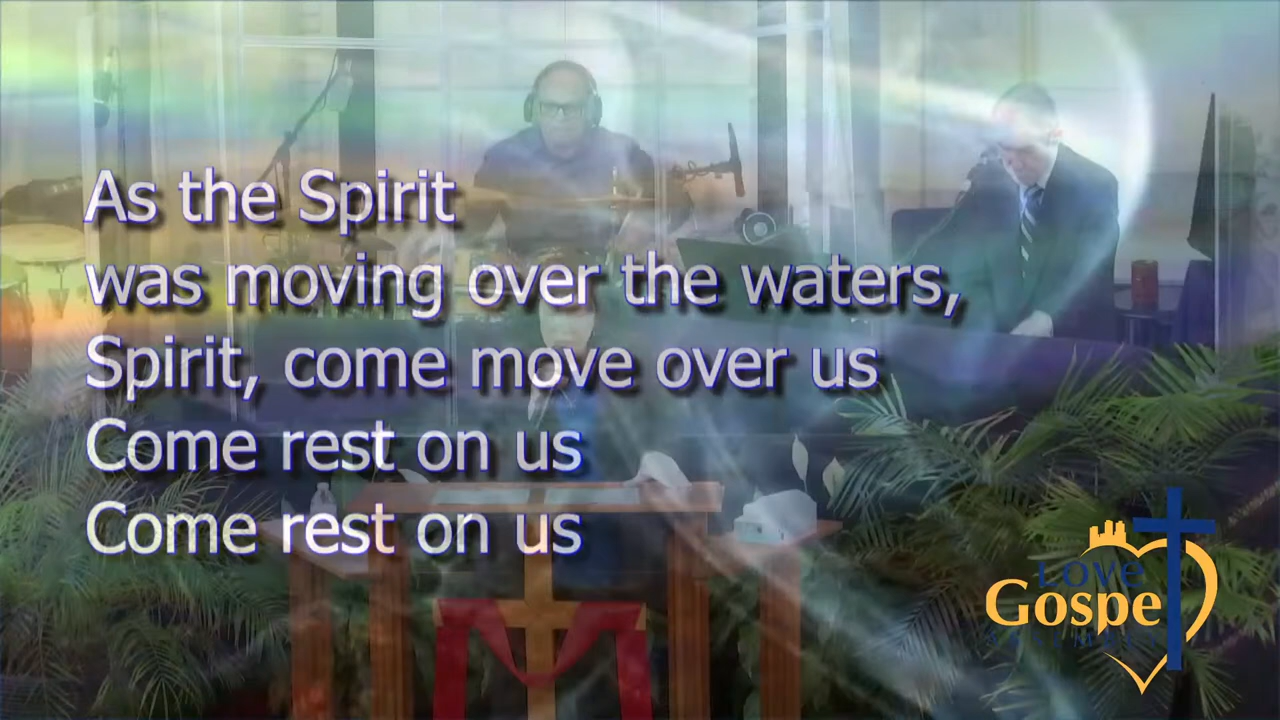 As the Spirit
was moving over the waters,
Spirit, come move over us
Come rest on us
Come rest on us
LOVE
Gospel